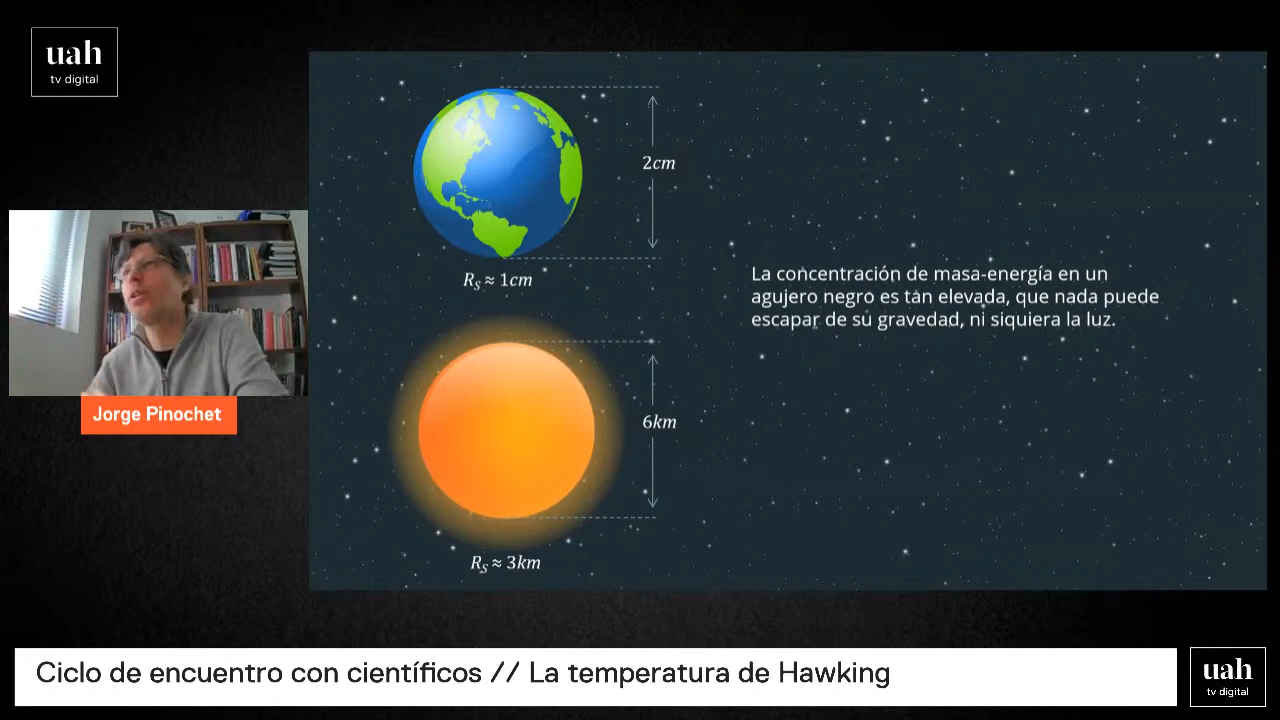 uah
tv digital
2cm
R_S ≈ 1cm
La concentración de masa-energía en un
agujero negro es tan elevada, que nada puede
escapar de su gravedad, ni siquiera la luz.
Jorge Pinochet
6km
R_S ≈ 3km
Ciclo de encuentro con científicos // La temperatura de Hawking
uah
tv digital